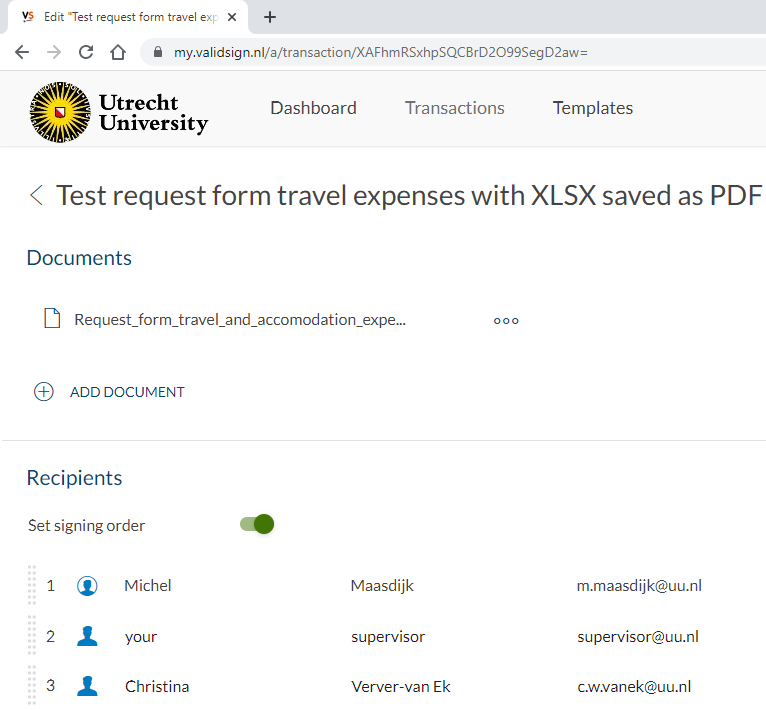 VS Edit "Test request form travel exp
my.validsign.nl/a/transaction/XAFhmRSxhpSQCBrD2O99SegD2aw=
Utrecht
University
Dashboard Transactions Templates
Test request form travel expenses with XLSX saved as PDF
Documents
Request_form_travel_and_accomodation_expe...
ADD DOCUMENT
Recipients
Set signing order
1 Michel Maasdijk m.maasdijk@uu.nl
2 your supervisor supervisor@uu.nl
3 Christina Verver-van Ek c.w.vanek@uu.nl